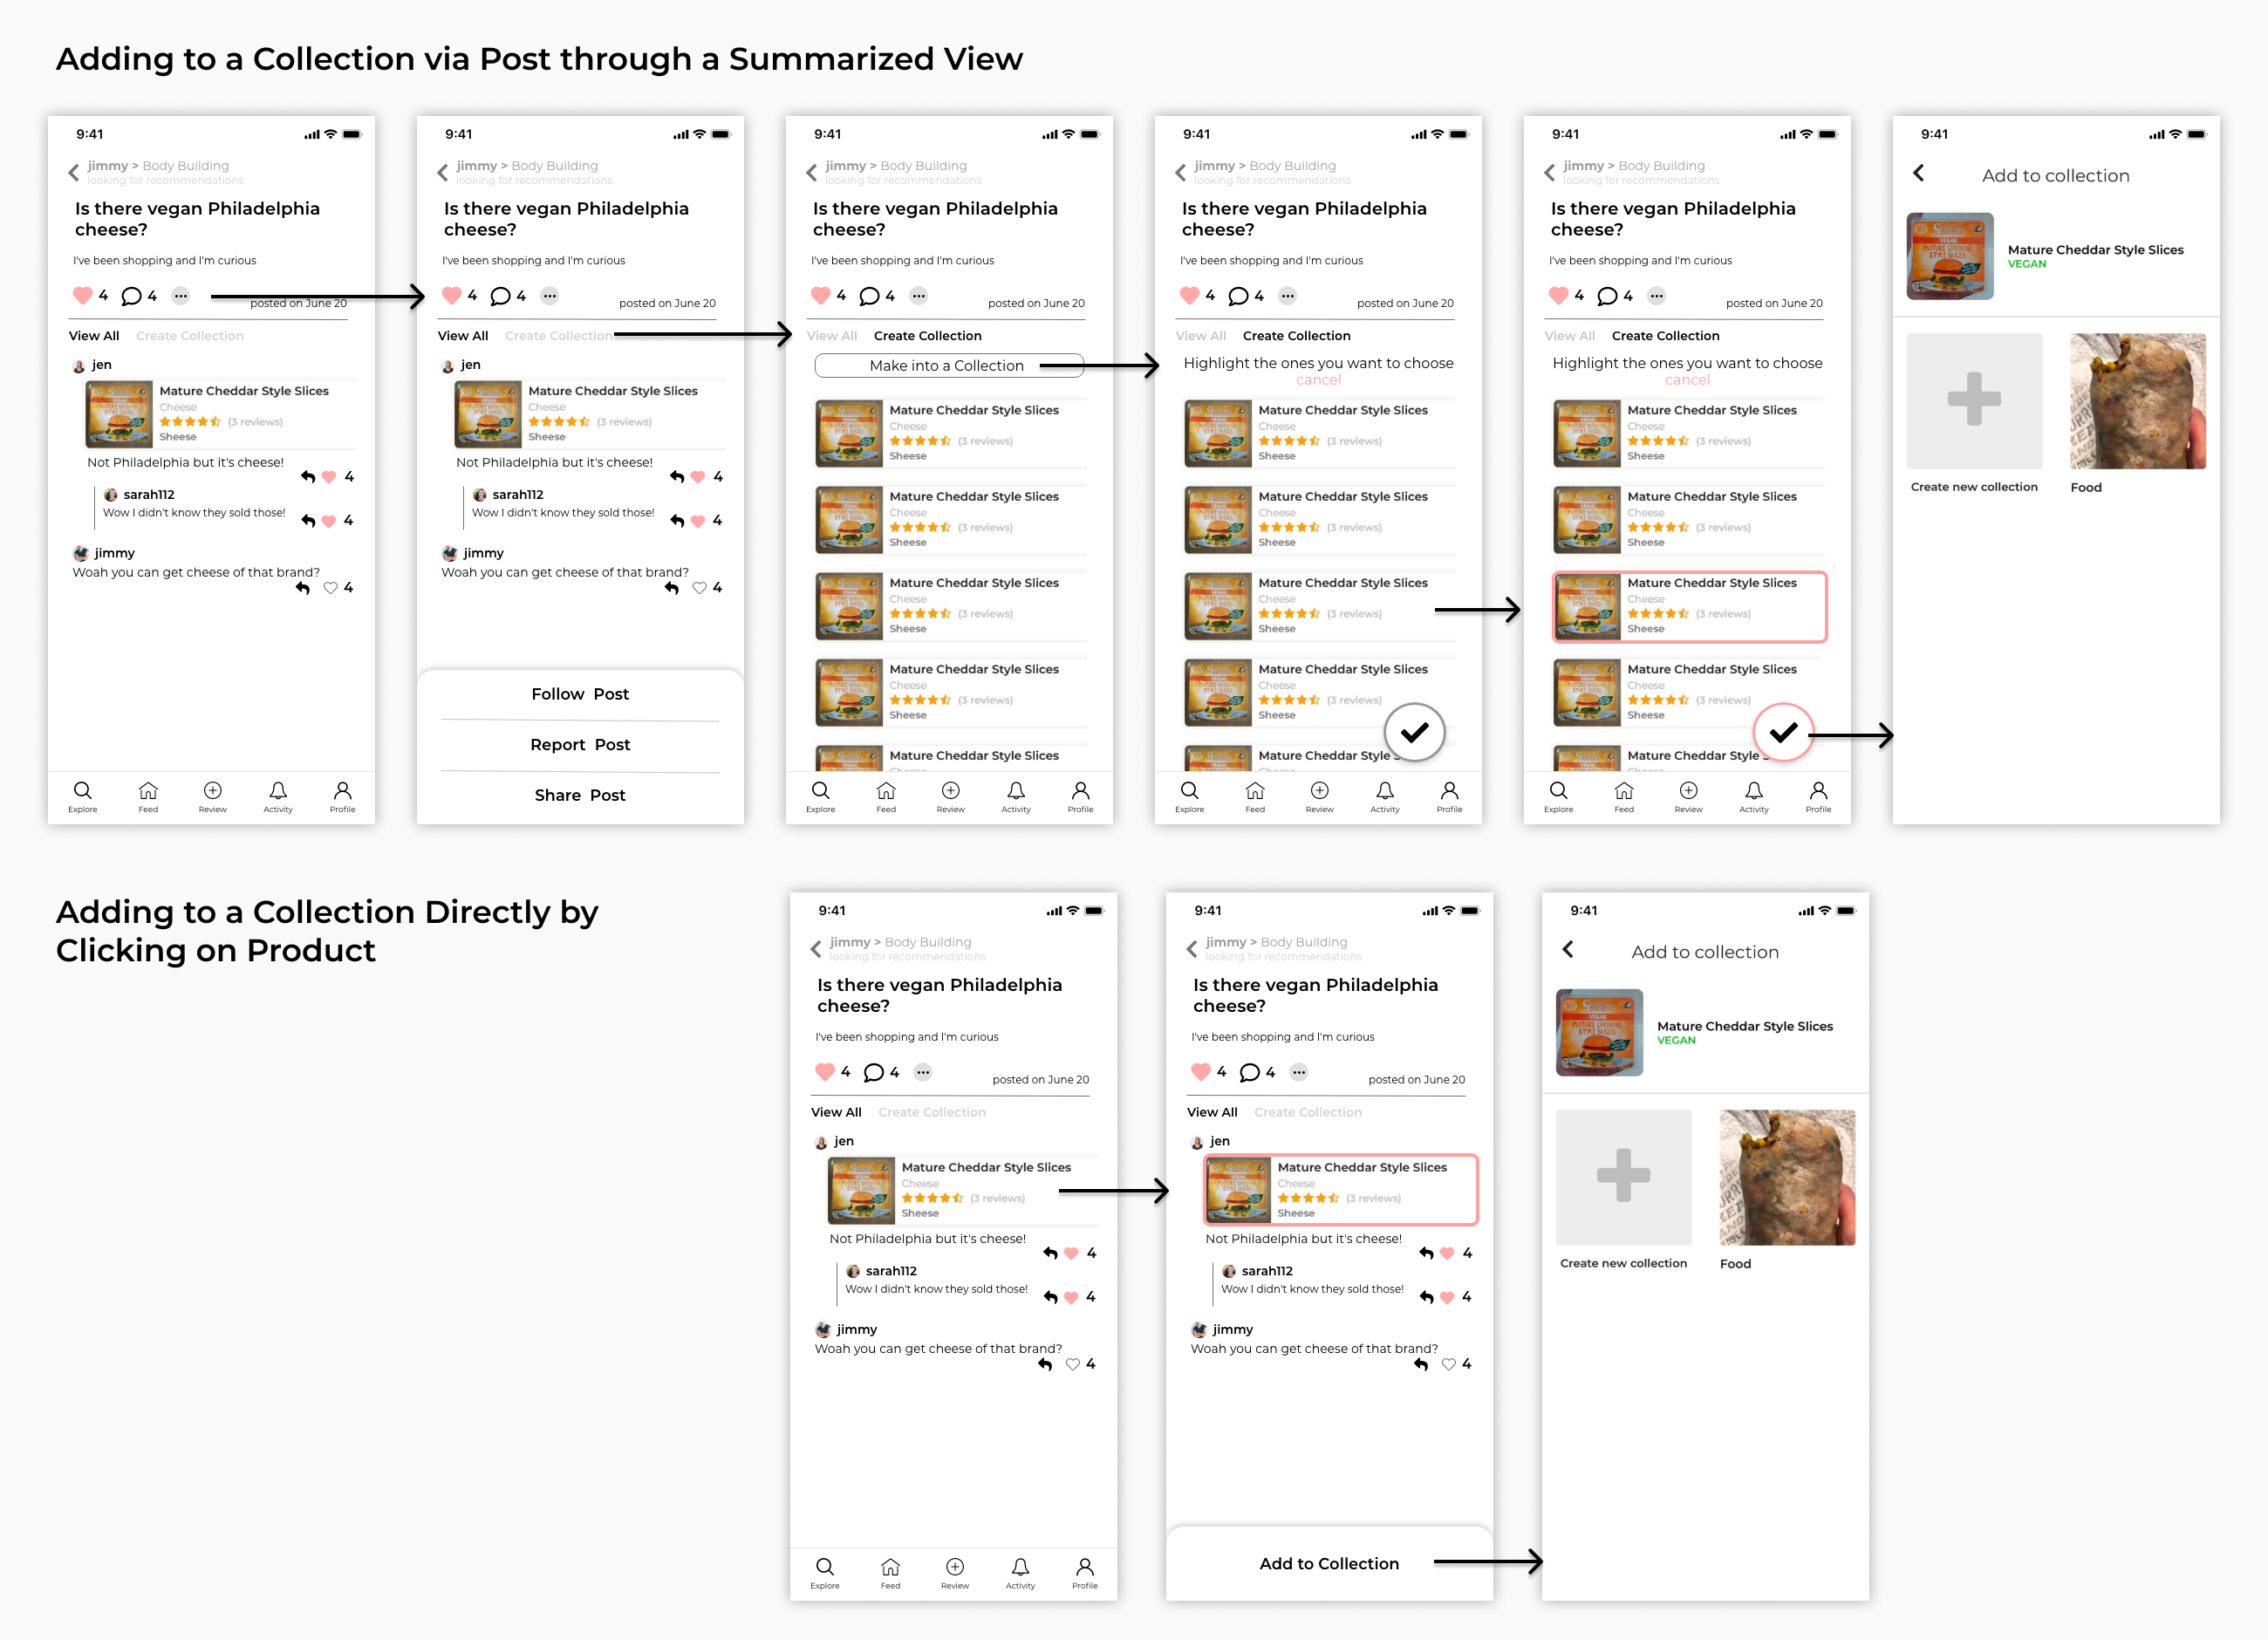 Adding to a Collection via Post through a Summarized View
9:41
jimmy > Body Building
looking for recommendations
Is there vegan Philadelphia
cheese?
I've been shopping and I'm curious
4 4
posted on June 20
View All Create Collection
jen
Mature Cheddar Style Slices
Cheese
(3 reviews)
Sheese
Not Philadelphia but it's cheese!
4
sarah112
Wow I didn't know they sold those!
4
jimmy
Woah you can get cheese of that brand?
4
Explore Feed Review Activity Profile
9:41
jimmy > Body Building
looking for recommendations
Is there vegan Philadelphia
cheese?
I've been shopping and I'm curious
4 4
posted on June 20
View All Create Collection
jen
Mature Cheddar Style Slices
Cheese
(3 reviews)
Sheese
Not Philadelphia but it's cheese!
4
sarah112
Wow I didn't know they sold those!
4
jimmy
Woah you can get cheese of that brand?
4
Follow Post
Report Post
Share Post
9:41
jimmy > Body Building
looking for recommendations
Is there vegan Philadelphia
cheese?
I've been shopping and I'm curious
4 4
posted on June 20
View All Create Collection
Make into a Collection
Mature Cheddar Style Slices
Cheese
(3 reviews)
Sheese
Mature Cheddar Style Slices
Cheese
(3 reviews)
Sheese
Mature Cheddar Style Slices
Cheese
(3 reviews)
Sheese
Mature Cheddar Style Slices
Cheese
(3 reviews)
Sheese
Mature Cheddar Style Slices
Explore Feed Review Activity Profile
9:41
jimmy > Body Building
looking for recommendations
Is there vegan Philadelphia
cheese?
I've been shopping and I'm curious
4 4
posted on June 20
View All Create Collection
Highlight the ones you want to choose
cancel
Mature Cheddar Style Slices
Cheese
(3 reviews)
Sheese
Mature Cheddar Style Slices
Cheese
(3 reviews)
Sheese
Mature Cheddar Style Slices
Cheese
(3 reviews)
Sheese
Mature Cheddar Style Slices
Cheese
(3 reviews)
Sheese
Mature Cheddar Style
Explore Feed Review Activity Profile
9:41
jimmy > Body Building
looking for recommendations
Is there vegan Philadelphia
cheese?
I've been shopping and I'm curious
4 4
posted on June 20
View All Create Collection
Highlight the ones you want to choose
cancel
Mature Cheddar Style Slices
Cheese
(3 reviews)
Sheese
Mature Cheddar Style Slices
Cheese
(3 reviews)
Sheese
Mature Cheddar Style Slices
Cheese
(3 reviews)
Sheese
Mature Cheddar Style Slices
Cheese
(3 reviews)
Sheese
Mature Cheddar Style
Explore Feed Review Activity Profile
9:41
Add to collection
VEGAN
MATURE CHEDDAR
STYLE SLICES
Mature Cheddar Style Slices
VEGAN
Create new collection
Food
Adding to a Collection Directly by
Clicking on Product
9:41
jimmy > Body Building
looking for recommendations
Is there vegan Philadelphia
cheese?
I've been shopping and I'm curious
4 4
posted on June 20
View All Create Collection
jen
Mature Cheddar Style Slices
Cheese
(3 reviews)
Sheese
Not Philadelphia but it's cheese!
4
sarah112
Wow I didn't know they sold those!
4
jimmy
Woah you can get cheese of that brand?
4
Explore Feed Review Activity Profile
9:41
jimmy > Body Building
looking for recommendations
Is there vegan Philadelphia
cheese?
I've been shopping and I'm curious
4 4
posted on June 20
View All Create Collection
jen
Mature Cheddar Style Slices
Cheese
(3 reviews)
Sheese
Not Philadelphia but it's cheese!
4
sarah112
Wow I didn't know they sold those!
4
jimmy
Woah you can get cheese of that brand?
4
Add to Collection
9:41
Add to collection
VEGAN
MATURE CHEDDAR
STYLE SLICES
Mature Cheddar Style Slices
VEGAN
Create new collection
Food